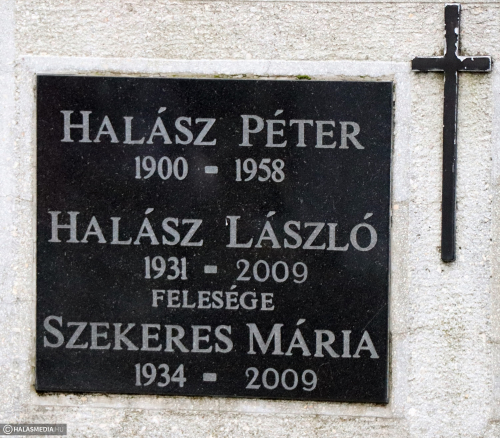 HALÁSZ PÉTER
1900 - 1958
HALÁSZ LÁSZLÓ
1931 - 2009
FELESÉGE
SZEKERES MÁRIA
1934 - 2009
© HALASMEDIA.HU